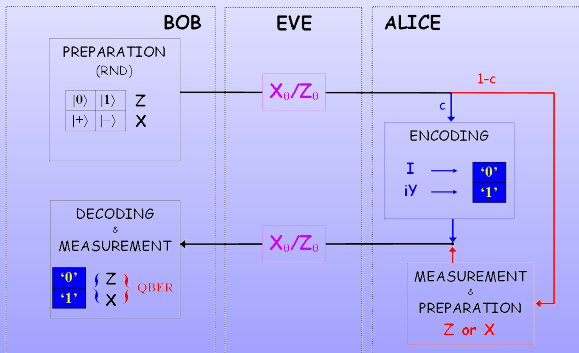 BOB
EVE
ALICE
PREPARATION
(RND)
|0⟩ |1⟩ Z
|+⟩ |−⟩ X
X₀/Z₀
1-c
c
ENCODING
I '0'
iY '1'
DECODING
&
MEASUREMENT
'0' { Z } QBER
'1' { X }
X₀/Z₀
MEASUREMENT
&
PREPARATION
Z or X